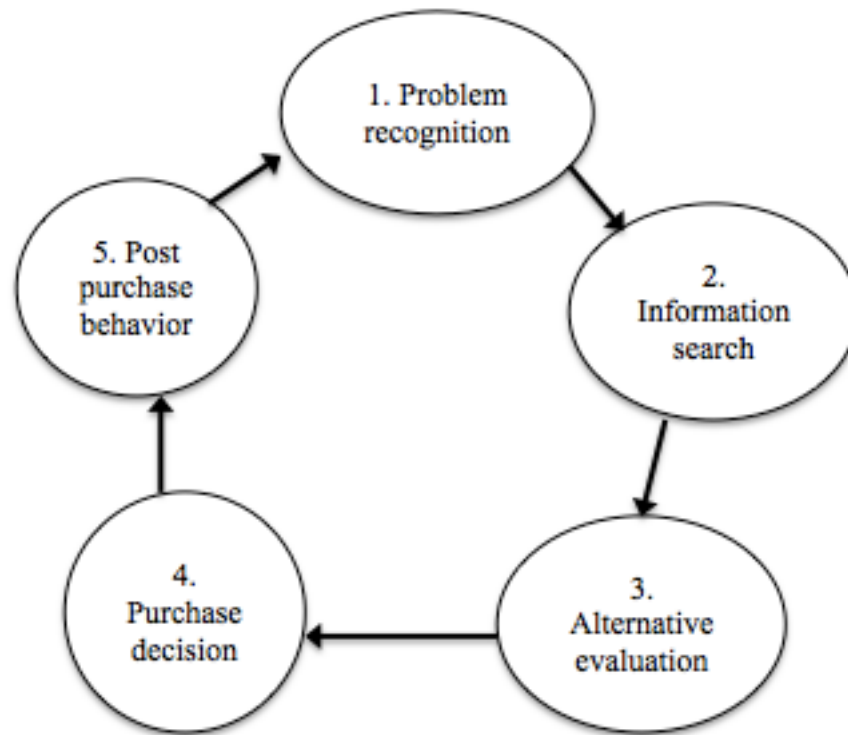 1. Problem
recognition
2.
Information
search
3.
Alternative
evaluation
4.
Purchase
decision
5. Post
purchase
behavior